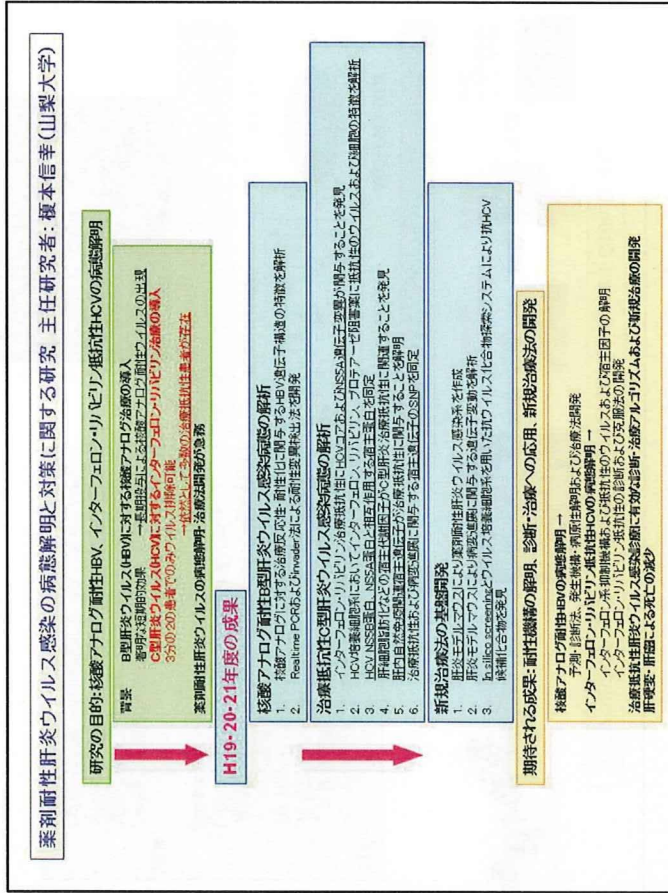 薬剤耐性肝炎ウイルス感染の病態解明と対策に関する研究 主任研究者:榎本信幸(山梨大学)
研究の目的:核酸アナログ耐性HBV、インターフェロン・リバビリン抵抗性HCVの病態解明
背景 B型肝炎ウイルス(HBV)に対する核酸アナログ治療の導入
著明な短期的効果 →長期投与による核酸アナログ耐性ウイルスの出現
C型肝炎ウイルス(HCV)に対するインターフェロン・リバビリン治療の導入
3分の2の患者でのみウイルス排除可能
→依然として多数の治療抵抗性患者が存在
薬剤耐性肝炎ウイルスの病態解明・治療法開発が急務
H19・20・21年度の成果
核酸アナログ耐性B型肝炎ウイルス感染病態の解析
1. 核酸アナログに対する治療反応性・耐性化に関与するHBV遺伝子構造の特徴を解析
2. Realtime PCRおよびInvader法による耐性変異検出法を開発
治療抵抗性C型肝炎ウイルス感染病態の解析
1. インターフェロン・リバビリン治療抵抗性にHCVコアおよびNS5A遺伝子変異が関与することを発見
2. HCV培養細胞系においてインターフェロン、リバビリン、プロテアーゼ阻害薬に抵抗性のウイルスおよび細胞の特徴を解析
3. HCV NS5B蛋白、NS5A蛋白と相互作用する宿主蛋白を同定
4. 肝細胞脂肪化などの宿主代謝因子がC型肝炎治療抵抗性に関連することを発見
5. 肝内自然免疫関連宿主遺伝子が治療抵抗性に関与することを解明
6. 治療抵抗性および病変進展に関与する宿主遺伝子のSNPを同定
新規治療法の基盤開発
1. 肝炎モデルマウスにより薬剤耐性肝炎ウイルス感染系を作成
2. 肝炎モデルマウスにより病変進展に関与する遺伝子変動を解析
3. In silico screeningとウイルス培養細胞系を用いた抗ウイルス化合物探索システムにより抗HCV
候補化合物を発見
期待される成果・耐性機構の解明、診断・治療への応用、新規治療法の開発
核酸アナログ耐性HBVの病態解明→
予測・診断法、発生機構・病原性解明および治療法開発
インターフェロン・リバビリン抵抗性HCVの病態解明 →
インターフェロン系抑制機構および抵抗性のウイルスおよび宿主因子の解明
インターフェロン・リバビリン抵抗性の診断および克服法の開発
治療抵抗性肝炎ウイルス感染診療に有効な診断・治療アルゴリズムおよび新規治療の開発
肝硬変・肝癌による死亡の減少